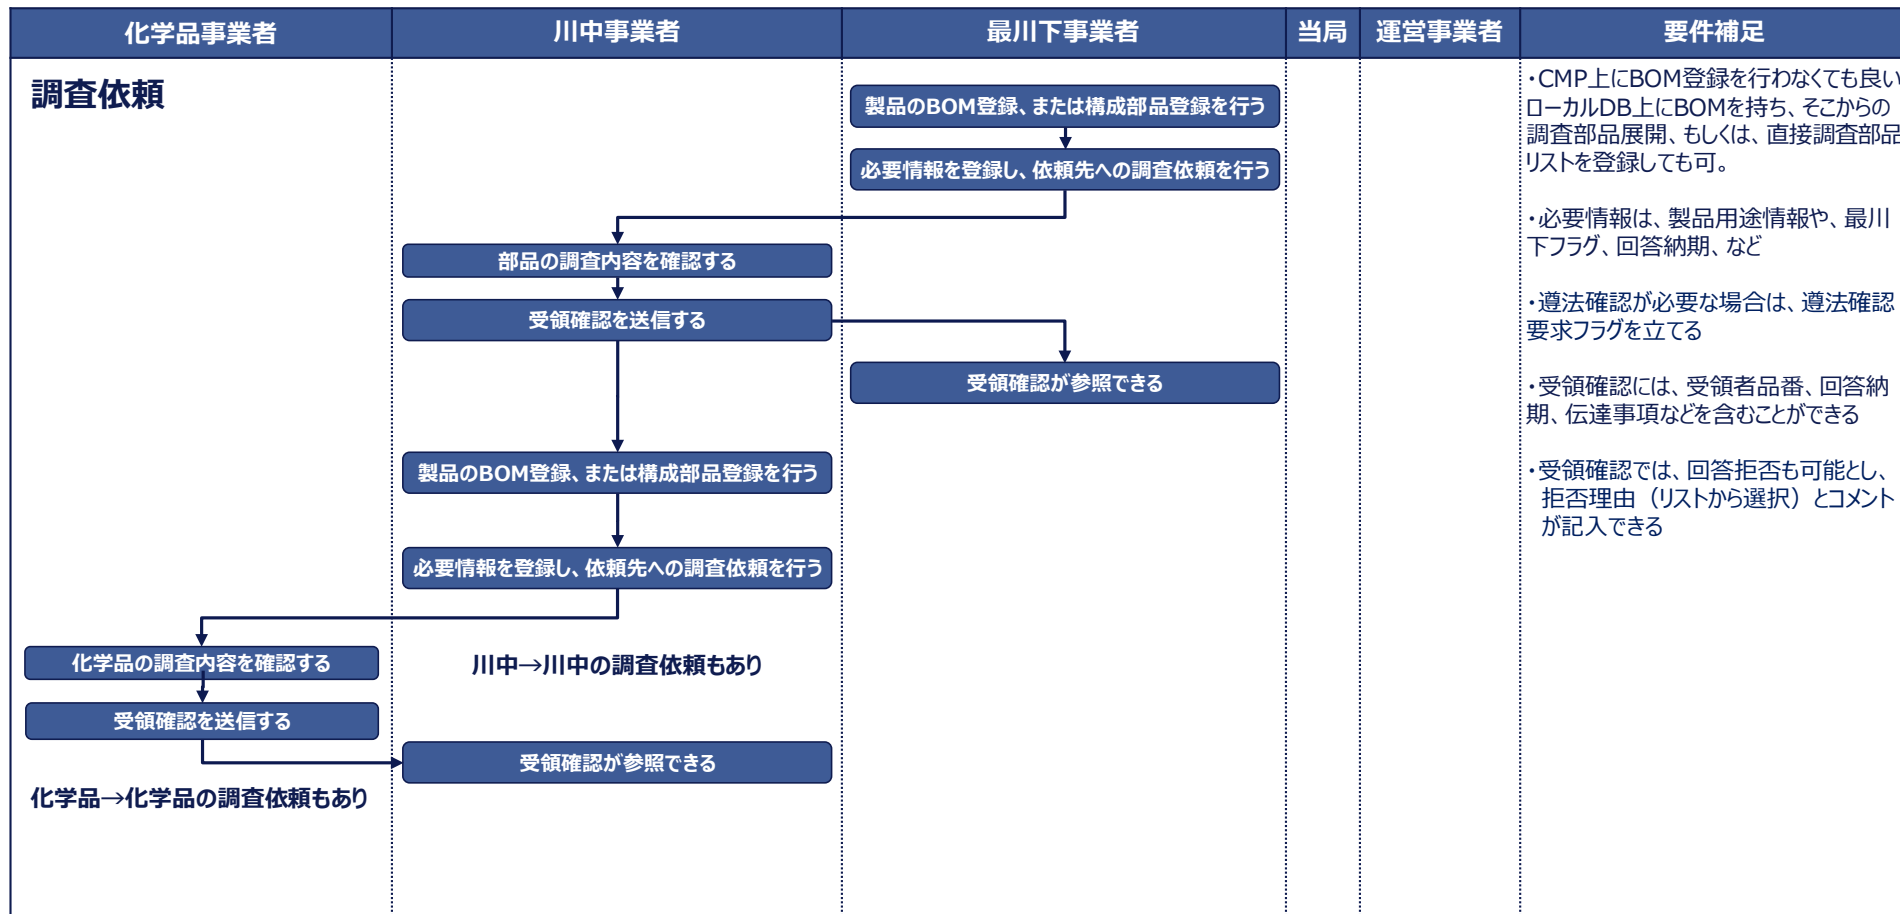 化学品事業者
川中事業者
最川下事業者
当局
運営事業者
要件補足
調査依頼
製品のBOM登録、または構成部品登録を行う
必要情報を登録し、依頼先への調査依頼を行う
部品の調査内容を確認する
受領確認を送信する
受領確認が参照できる
製品のBOM登録、または構成部品登録を行う
必要情報を登録し、依頼先への調査依頼を行う
化学品の調査内容を確認する
川中→川中の調査依頼もあり
受領確認を送信する
受領確認が参照できる
化学品→化学品の調査依頼もあり
・CMP上にBOM登録を行わなくても良い
ローカルDB上にBOMを持ち、そこからの
調査部品展開、もしくは、直接調査部品
リストを登録しても可。
・必要情報は、製品用途情報や、最川
下フラグ、回答納期、など
・遵法確認が必要な場合は、遵法確認
要求フラグを立てる
・受領確認には、受領者品番、回答納
期、伝達事項などを含むことができる
・受領確認では、回答拒否も可能とし、
拒否理由（リストから選択）とコメント
が記入できる